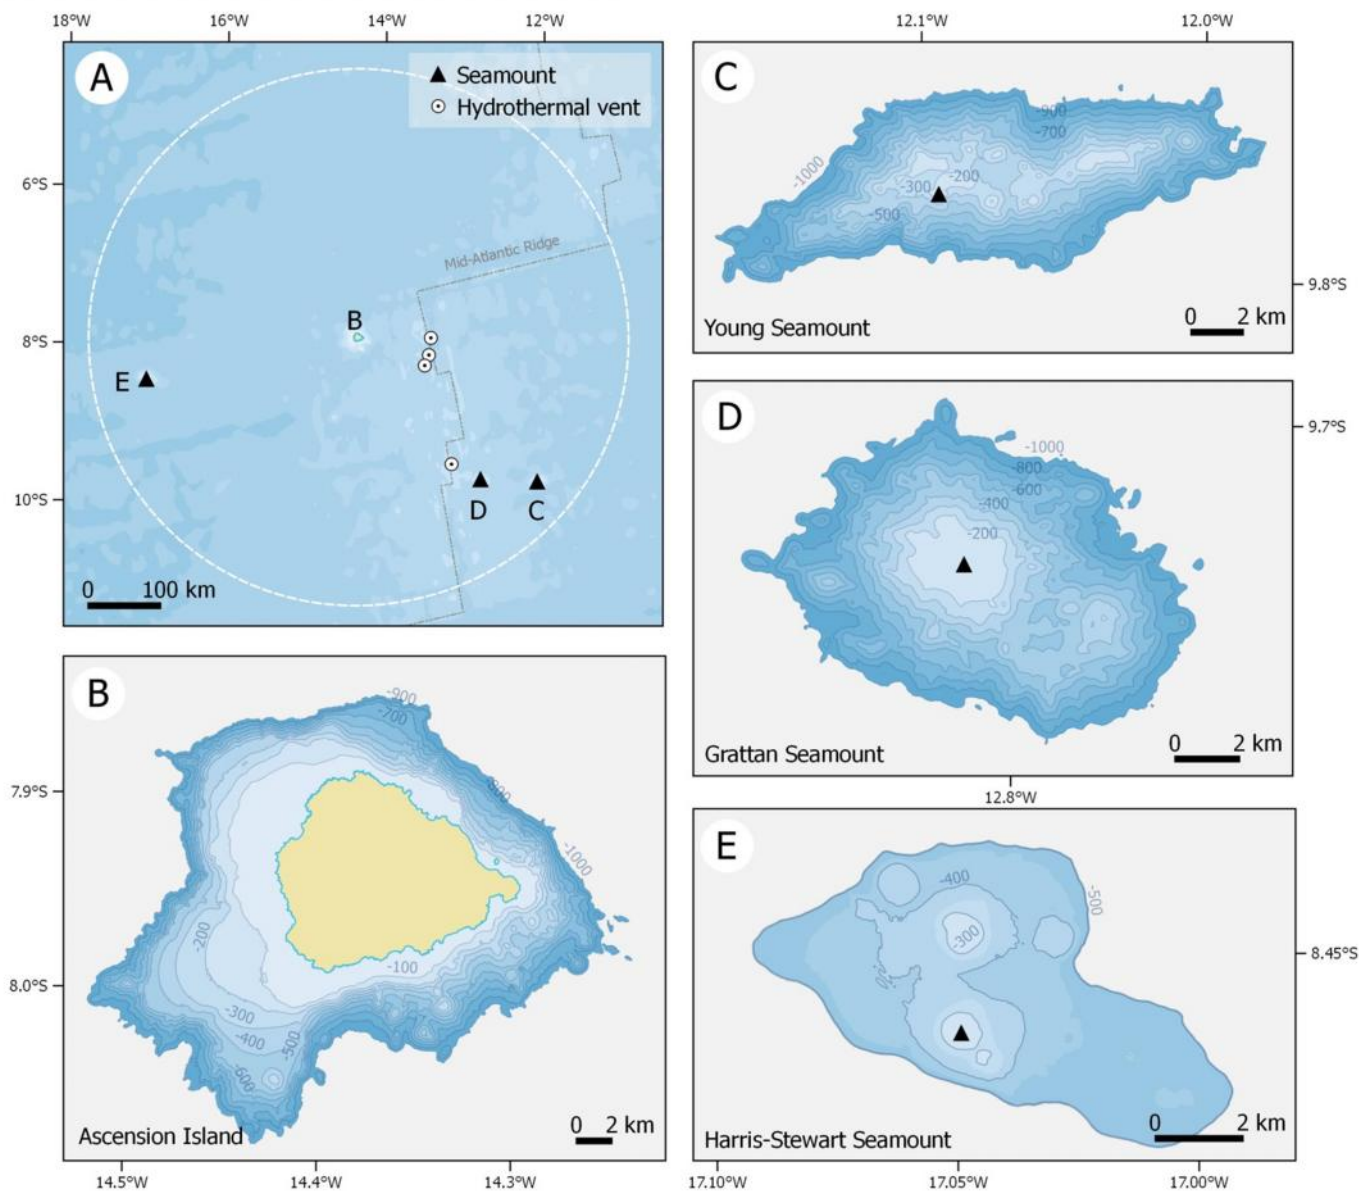 18°W 16°W 14°W 12°W
A
▲ Seamount
Hydrothermal vent
6°S
Mid-Atlantic Ridge
B
8°S
E
10°S
D C
0 100 km
12.1°W 12.0°W
C
-900
-700
-1000
-200
-300
-500
9.8°S
Young Seamount
0 2 km
D
9.7°S
-1000
-800
-600
-400
-200
Grattan Seamount
0 2 km
12.8°W
B
-900
-700
7.9°S
-1000
-200
-100
8.0°S
-300
-400
-500
-600
Ascension Island
0 2 km
14.5°W 14.4°W 14.3°W
E
-400
-500
-300
8.45°S
Harris-Stewart Seamount
0 2 km
17.10°W 17.05°W 17.00°W